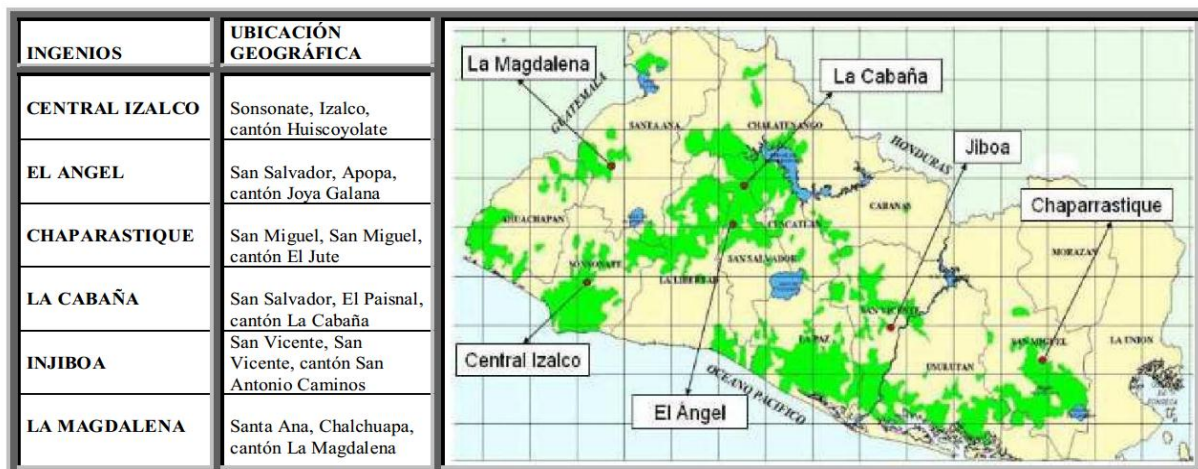 INGENIOS
UBICACIÓN
GEOGRÁFICA
CENTRAL IZALCO
Sonsonate, Izalco,
cantón Huiscoyolate
EL ANGEL
San Salvador, Apopa,
cantón Joya Galana
CHAPARASTIQUE
San Miguel, San Miguel,
cantón El Jute
LA CABAÑA
San Salvador, El Paisnal,
cantón La Cabaña
INJIBOA
San Vicente, San
Vicente, cantón San
Antonio Caminos
LA MAGDALENA
Santa Ana, Chalchuapa,
cantón La Magdalena
La Magdalena
La Cabaña
GUATEMALA
SANTA ANA
CHALATENANGO
HONDURAS
Jiboa
CABANAS
Chaparrastique
AHUACHAPAN
CUSCATLAN
MORAZAN
SONSONATE
SAN SALVADOR
LA LIBERTAD
SAN VICENTE
LA PAZ
SAN MIGUEL
LA UNION
Central Izalco
USULUTAN
OCEANO PACIFICO
El Ángel